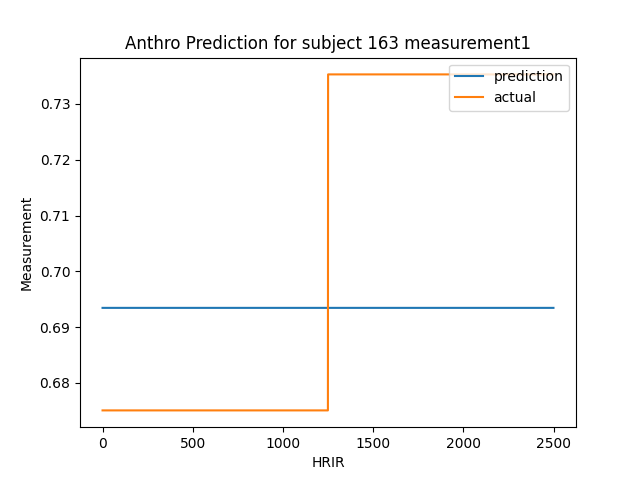 Anthro Prediction for subject 163 measurement1
prediction
actual
0.73
0.72
0.71
0.70
0.69
0.68
Measurement
0 500 1000 1500 2000 2500
HRIR